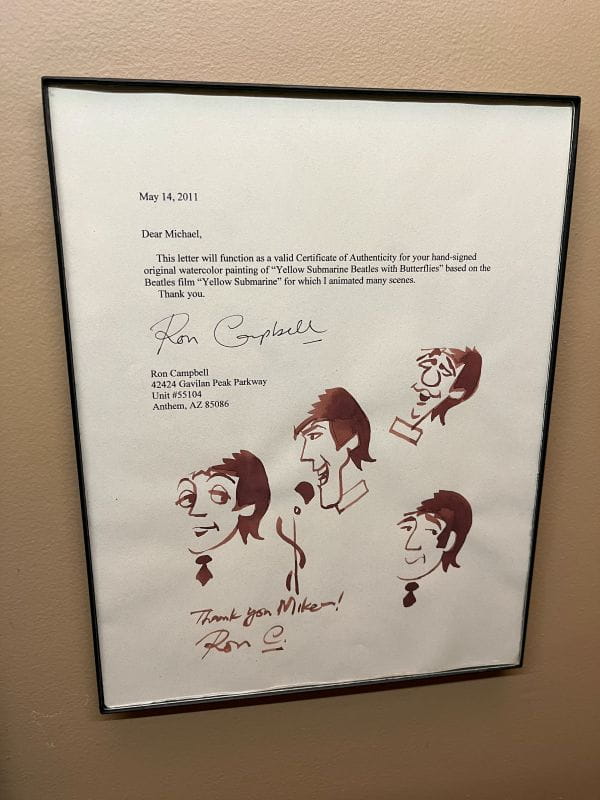 May 14, 2011
Dear Michael,
This letter will function as a valid Certificate of Authenticity for your hand-signed
original watercolor painting of “Yellow Submarine Beatles with Butterflies” based on the
Beatles film “Yellow Submarine” for which I animated many scenes.
Thank you.
Ron Campbell
Ron Campbell
42424 Gavilan Peak Parkway
Unit #55104
Anthem, AZ 85086
Thank you Mike!
Ron C.